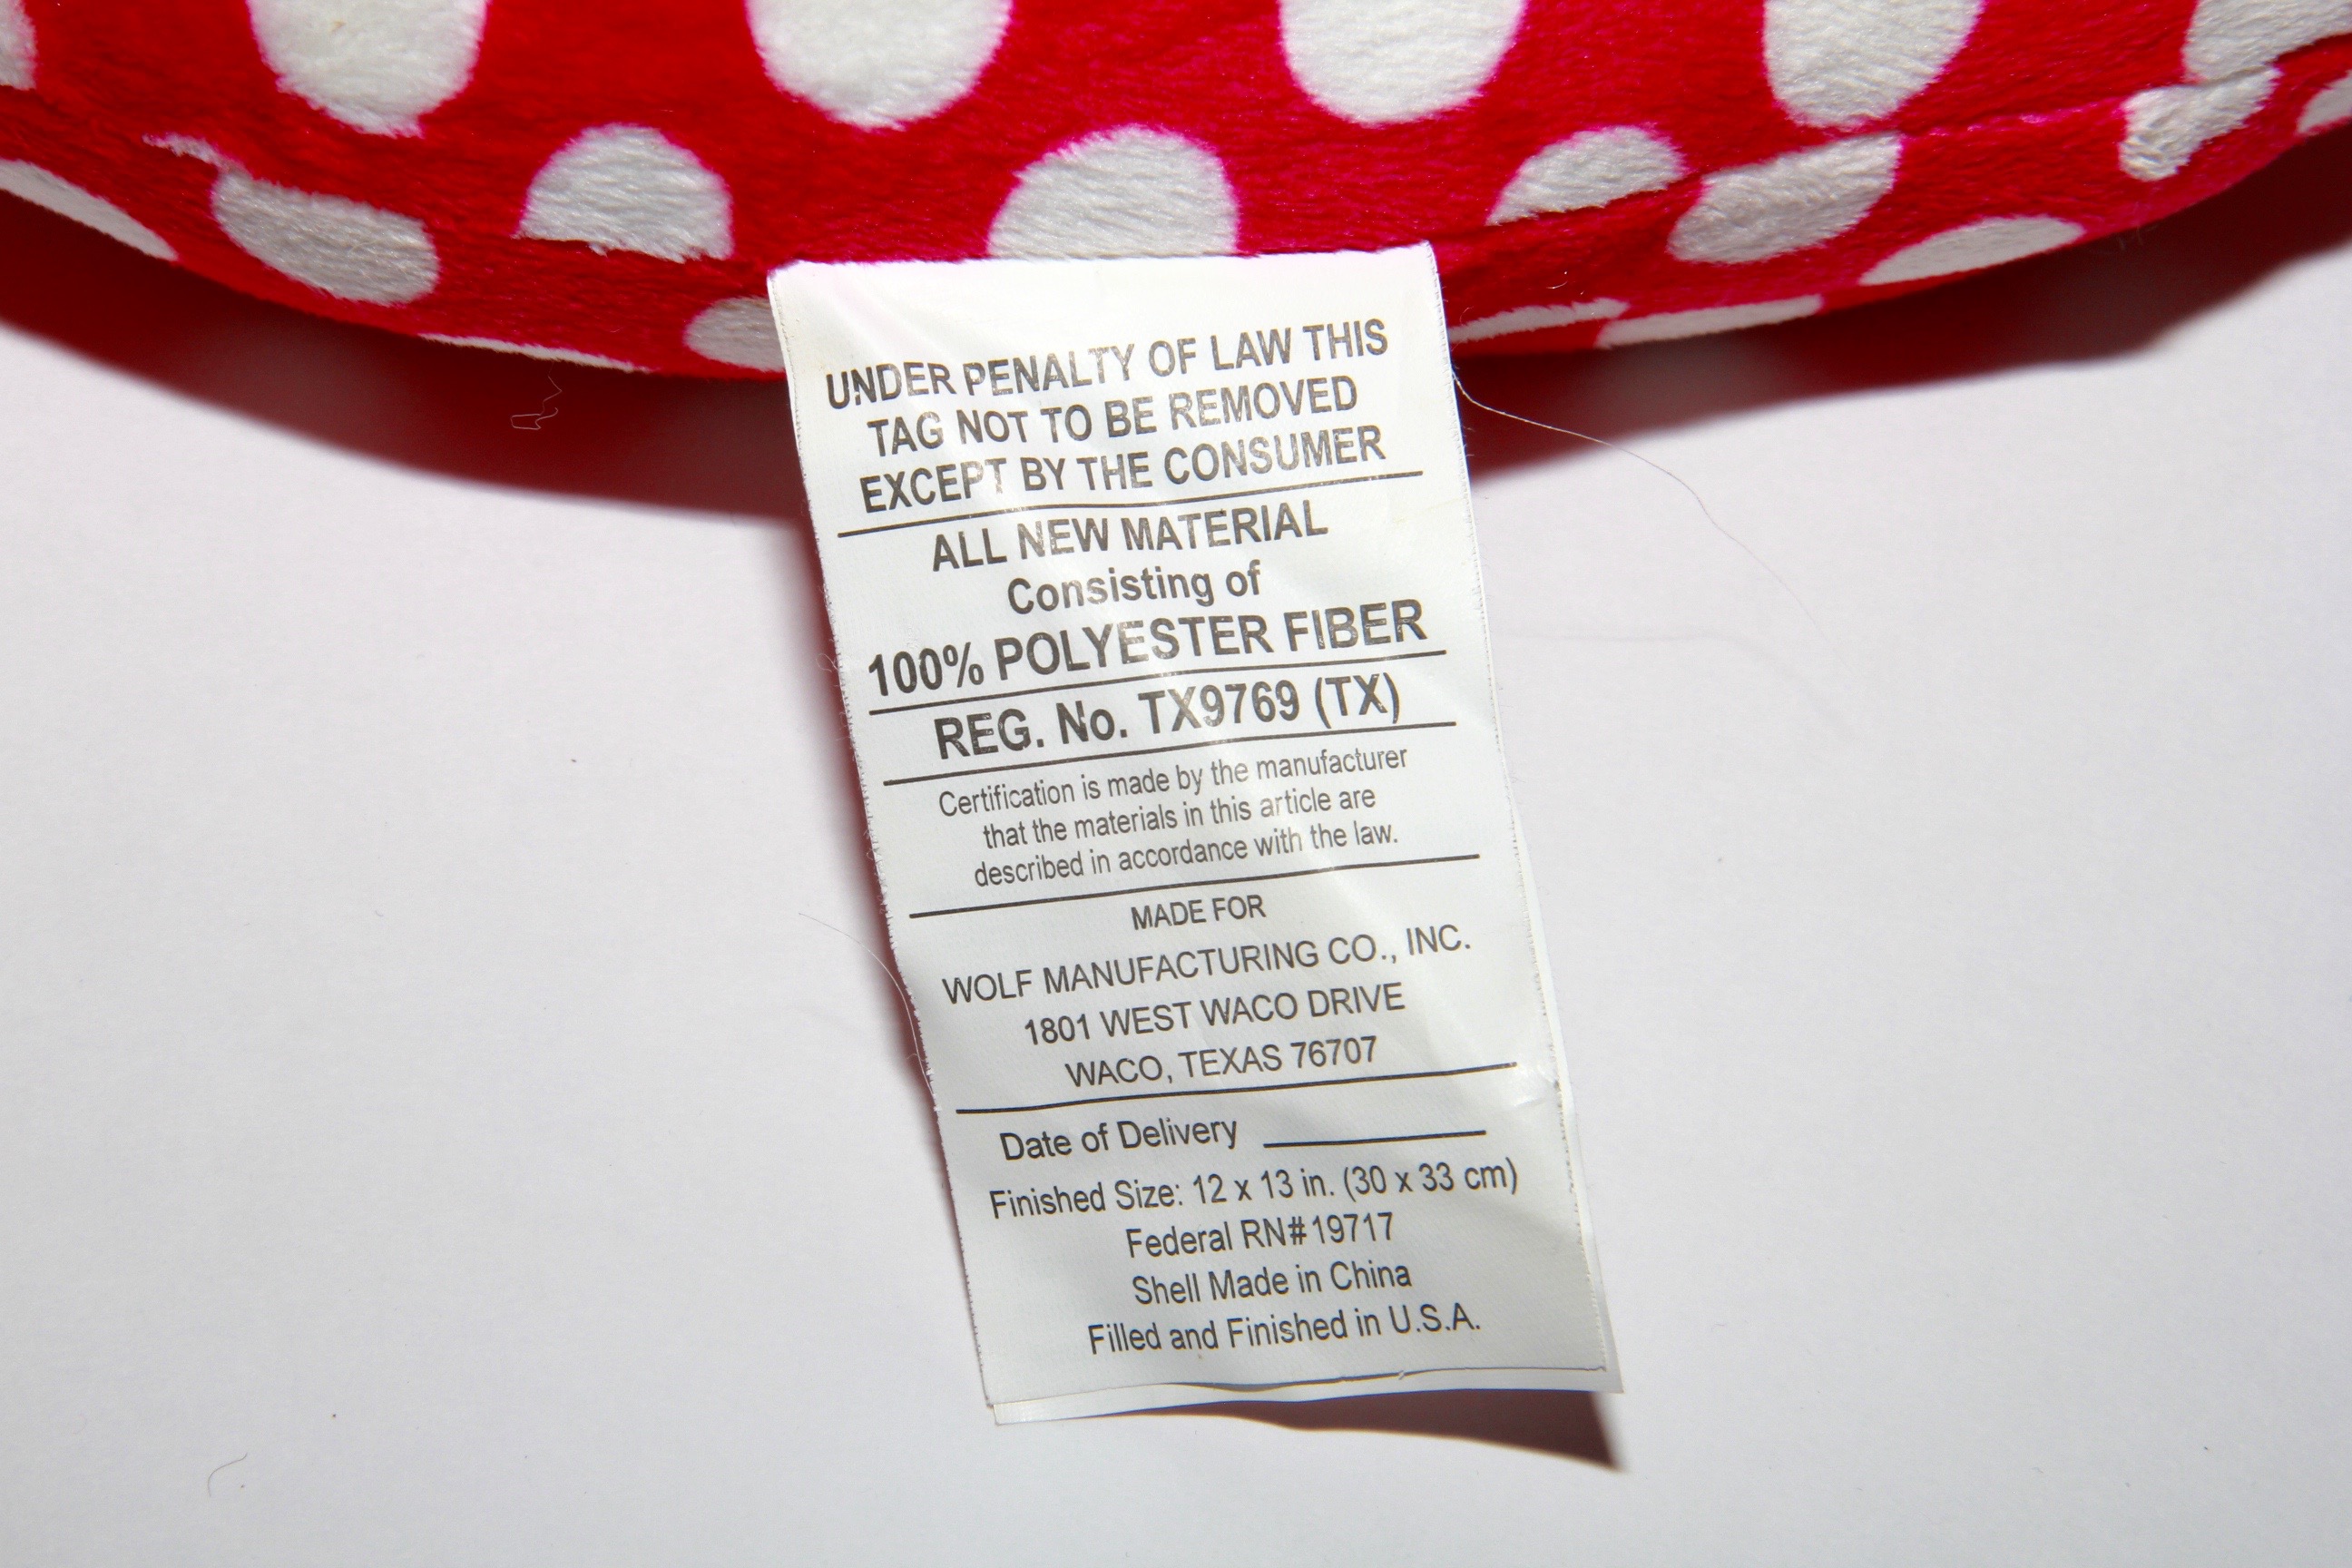 UNDER PENALTY OF LAW THIS
TAG NOT TO BE REMOVED
EXCEPT BY THE CONSUMER
ALL NEW MATERIAL
Consisting of
100% POLYESTER FIBER
REG. No. TX9769 (TX)
Certification is made by the manufacturer
that the materials in this article are
described in accordance with the law.
MADE FOR
WOLF MANUFACTURING CO., INC.
1801 WEST WACO DRIVE
WACO, TEXAS 76707
Date of Delivery
Finished Size: 12 x 13 in. (30 x 33 cm)
Federal RN#19717
Shell Made in China
Filled and Finished in U.S.A.